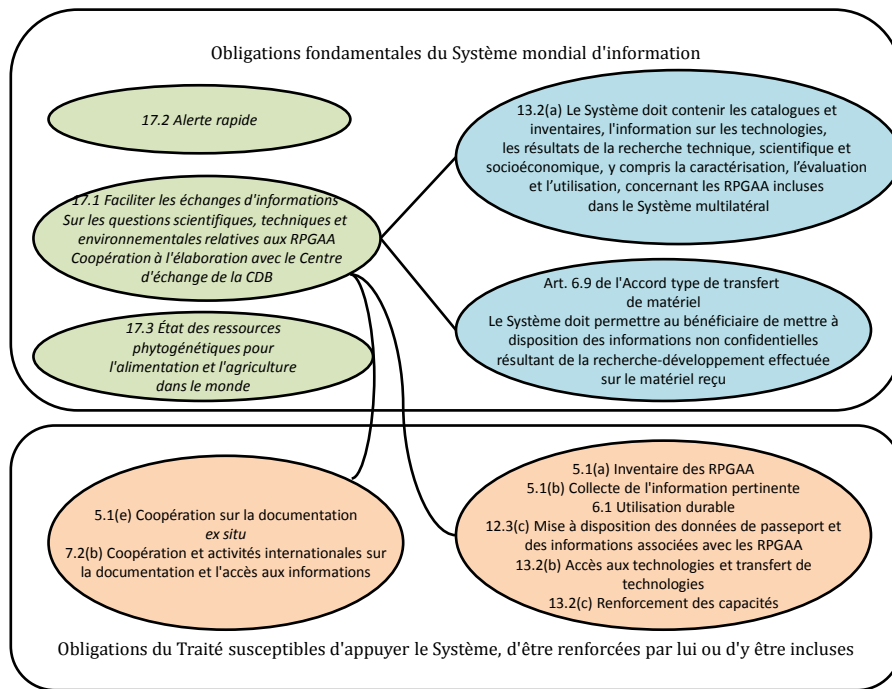 Obligations fondamentales du Système mondial d'information
17.2 Alerte rapide
17.1 Faciliter les échanges d'informations
Sur les questions scientifiques, techniques et
environnementales relatives aux RPGAA
Coopération à l'élaboration avec le Centre
d'échange de la CDB
17.3 État des ressources
phytogénétiques pour
l'alimentation et l'agriculture
dans le monde
13.2(a) Le Système doit contenir les catalogues et
inventaires, l'information sur les technologies,
les résultats de la recherche technique, scientifique et
socioéconomique, y compris la caractérisation, l’évaluation
et l’utilisation, concernant les RPGAA incluses
dans le Système multilatéral
Art. 6.9 de l'Accord type de transfert
de matériel
Le Système doit permettre au bénéficiaire de mettre à
disposition des informations non confidentielles
résultant de la recherche-développement effectuée
sur le matériel reçu
5.1(e) Coopération sur la documentation
ex situ
7.2(b) Coopération et activités internationales sur
la documentation et l'accès aux informations
5.1(a) Inventaire des RPGAA
5.1(b) Collecte de l'information pertinente
6.1 Utilisation durable
12.3(c) Mise à disposition des données de passeport et
des informations associées avec les RPGAA
13.2(b) Accès aux technologies et transfert de
technologies
13.2(c) Renforcement des capacités
Obligations du Traité susceptibles d'appuyer le Système, d'être renforcées par lui ou d'y être incluses